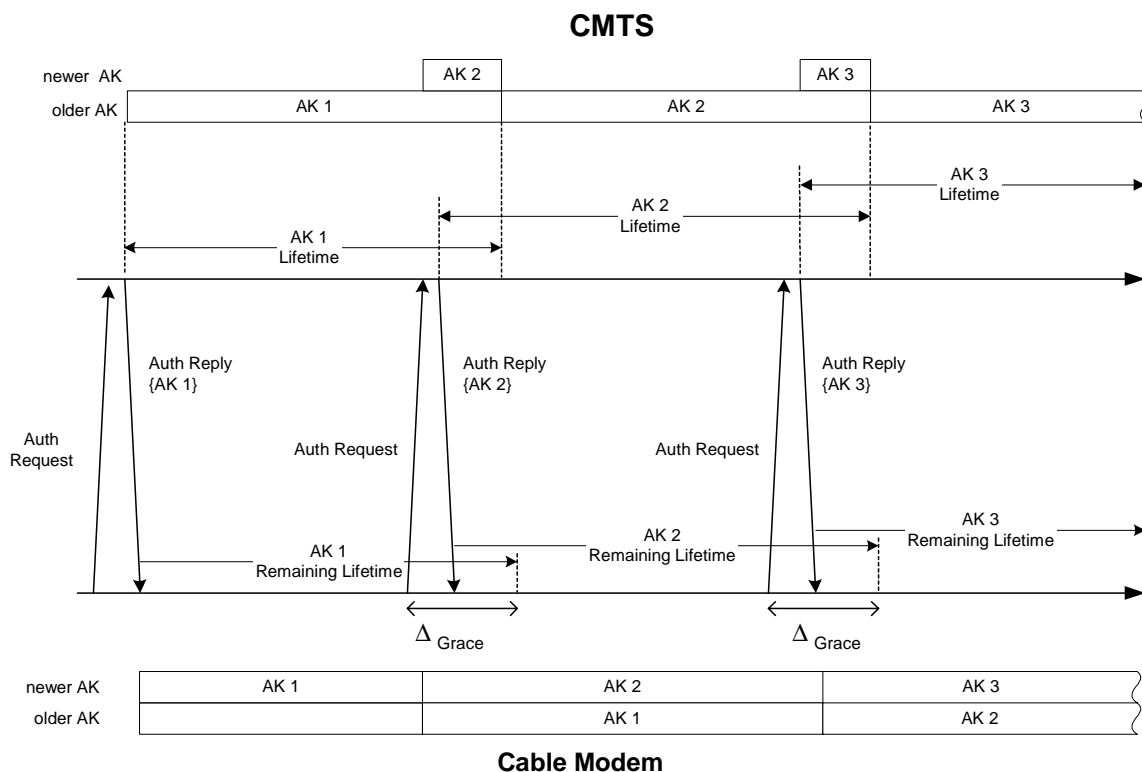 CMTS
newer AK
AK 2
AK 3
older AK
AK 1
AK 2
AK 3
AK 3
Lifetime
AK 2
Lifetime
AK 1
Lifetime
Auth Reply
{AK 1}
Auth Reply
{AK 2}
Auth Reply
{AK 3}
Auth
Request
Auth Request
Auth Request
AK 1
Remaining Lifetime
AK 2
Remaining Lifetime
AK 3
Remaining Lifetime
Δ Grace
Δ Grace
newer AK
AK 1
AK 2
AK 3
older AK
AK 1
AK 2
Cable Modem